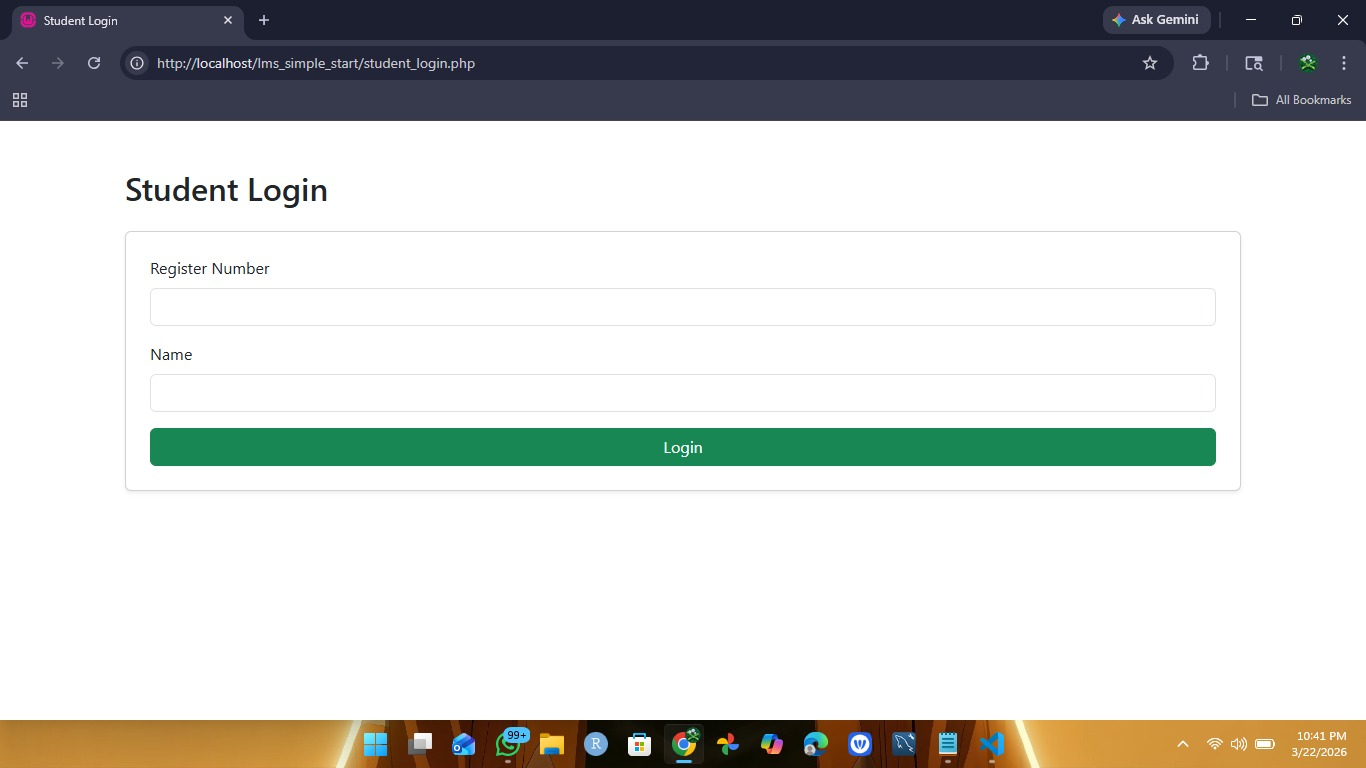 Student Login
Ask Gemini
http://localhost/lms_simple_start/student_login.php
All Bookmarks
Student Login
Register Number
Name
Login
99+
R
10:41 PM
3/22/2026